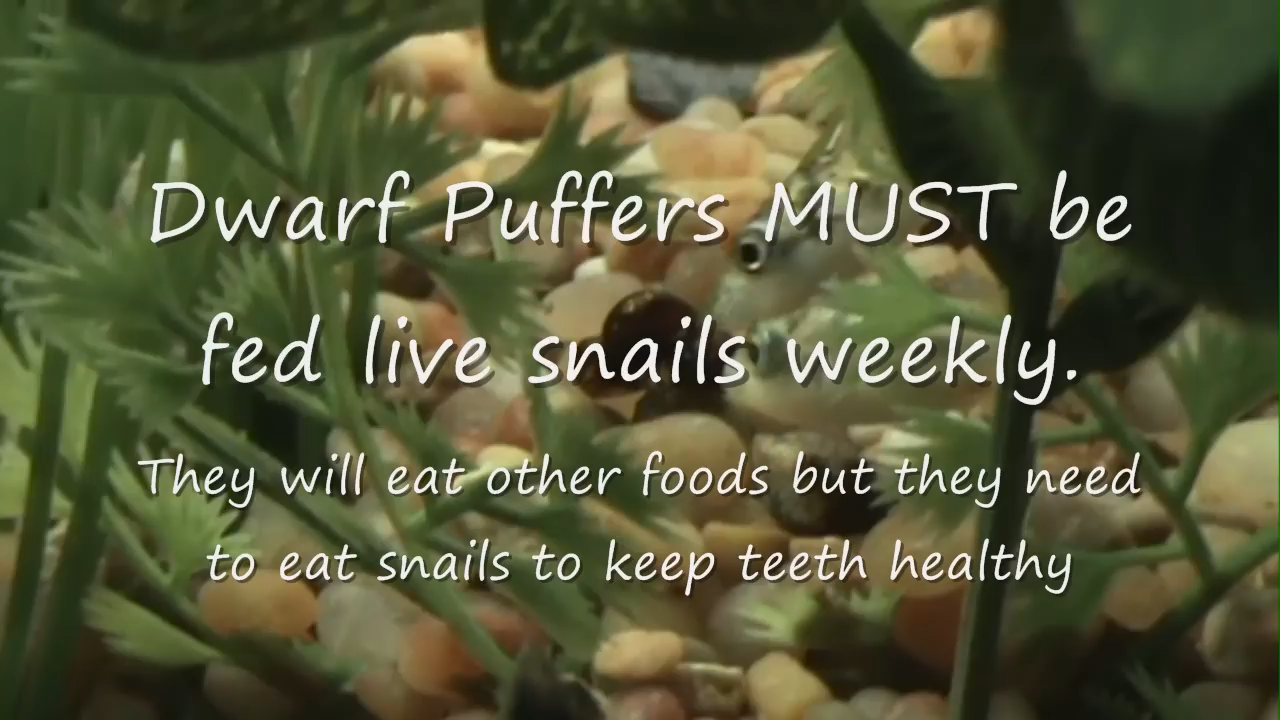 Dwarf Puffers MUST be
fed live snails weekly.
They will eat other foods but they need
to eat snails to keep teeth healthy